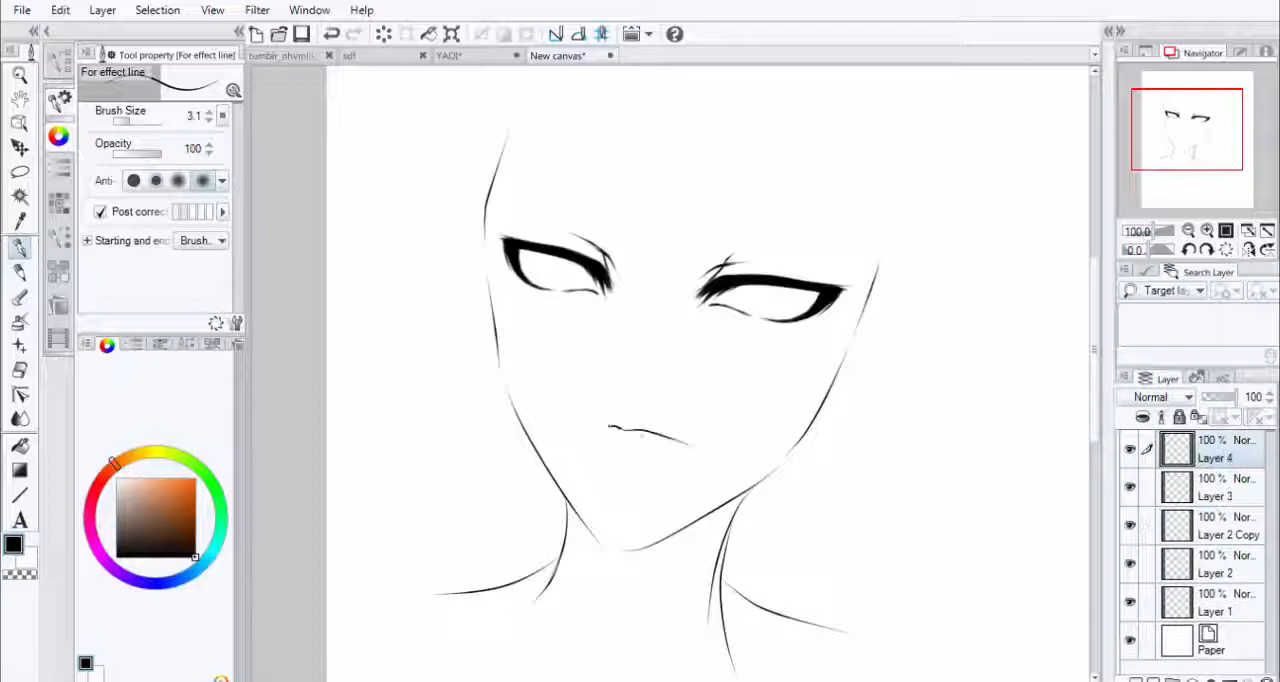 File Edit Layer Selection View Filter Window Help
Tool property [For effect line]
sdf
YAOI*
New canvas*
Navigator
For effect line
Brush Size 3.1
Opacity 100
Anti-
Post correc
Starting and en Brush.
100.0
0.0
Search Layer
Target la
Layer
Normal 100
100 % Nor...
Layer 4
100 % Nor...
Layer 3
100 % Nor...
Layer 2 Copy
100 % Nor...
Layer 2
100 % Nor...
Layer 1
Paper
A